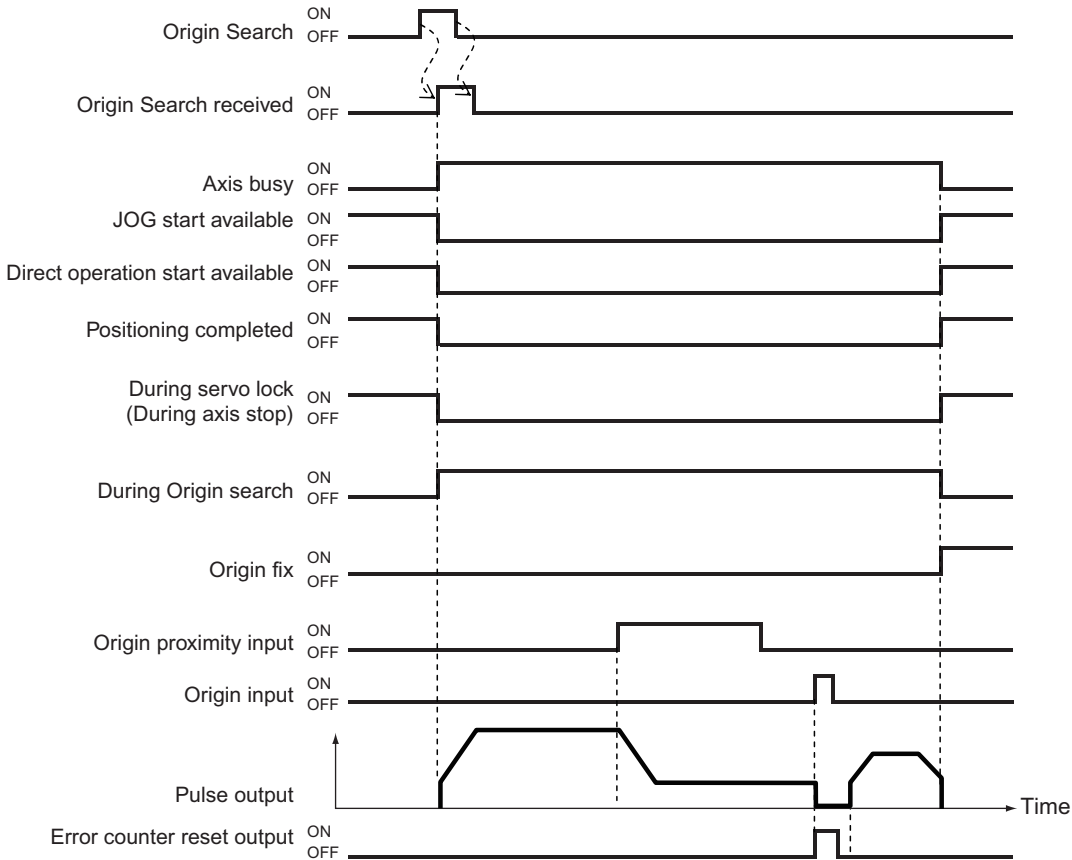 Origin Search ON
OFF
Origin Search received ON
OFF
Axis busy ON
OFF
JOG start available ON
OFF
Direct operation start available ON
OFF
Positioning completed ON
OFF
During servo lock
(During axis stop) ON
OFF
During Origin search ON
OFF
Origin fix ON
OFF
Origin proximity input ON
OFF
Origin input ON
OFF
Pulse output
Time
Error counter reset output ON
OFF